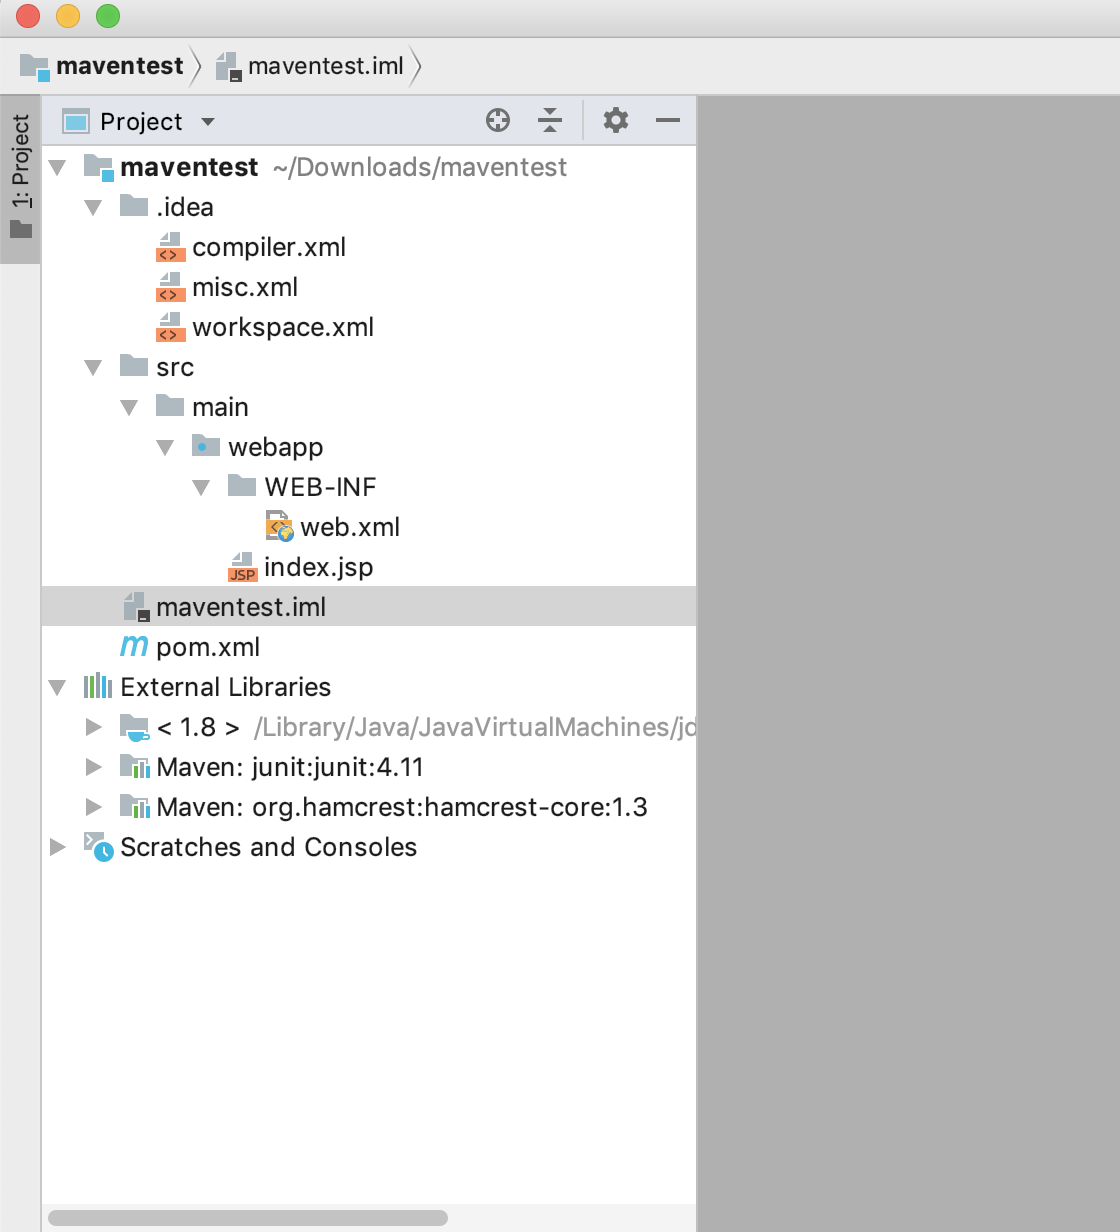 maventest maventest.iml
1: Project
Project
maventest ~/Downloads/maventest
.idea
compiler.xml
misc.xml
workspace.xml
src
main
webapp
WEB-INF
web.xml
JSP index.jsp
maventest.iml
m pom.xml
External Libraries
< 1.8 > /Library/Java/JavaVirtualMachines/jd
Maven: junit:junit:4.11
Maven: org.hamcrest:hamcrest-core:1.3
Scratches and Consoles